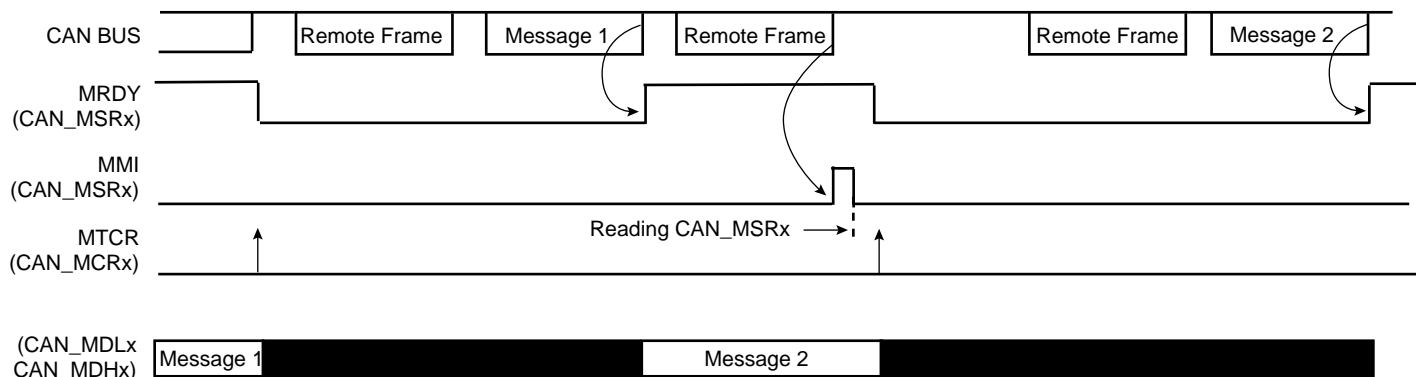 CAN BUS
Remote Frame
Message 1
Remote Frame
Remote Frame
Message 2
MRDY
(CAN_MSRx)
MMI
(CAN_MSRx)
Reading CAN_MSRx
MTCR
(CAN_MCRx)
(CAN_MDLx
CAN_MDHx)
Message 1
Message 2